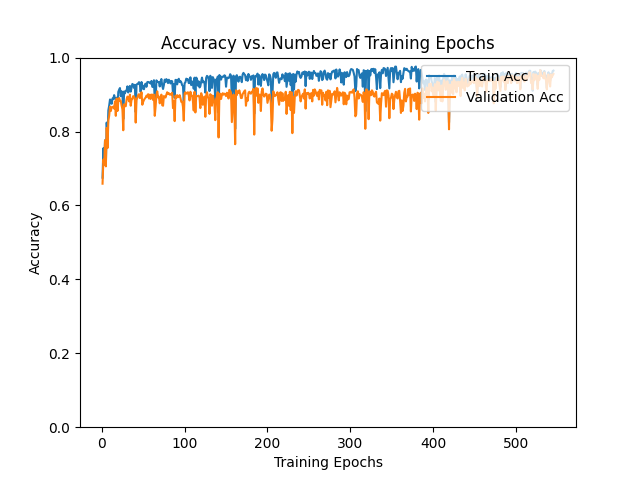 Accuracy vs. Number of Training Epochs
1.0
0.8
0.6
0.4
0.2
0.0
Accuracy
0 100 200 300 400 500
Training Epochs
Train Acc
Validation Acc